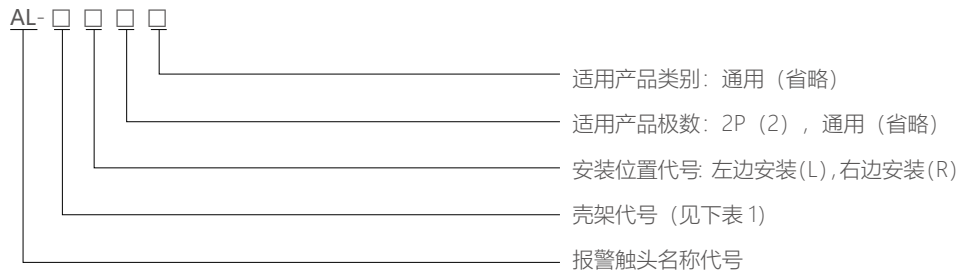 AL-□ □ □ □
适用产品类别：通用（省略）
适用产品极数：2P（2），通用（省略）
安装位置代号: 左边安装(L),右边安装(R)
壳架代号（见下表1)
报警触头名称代号